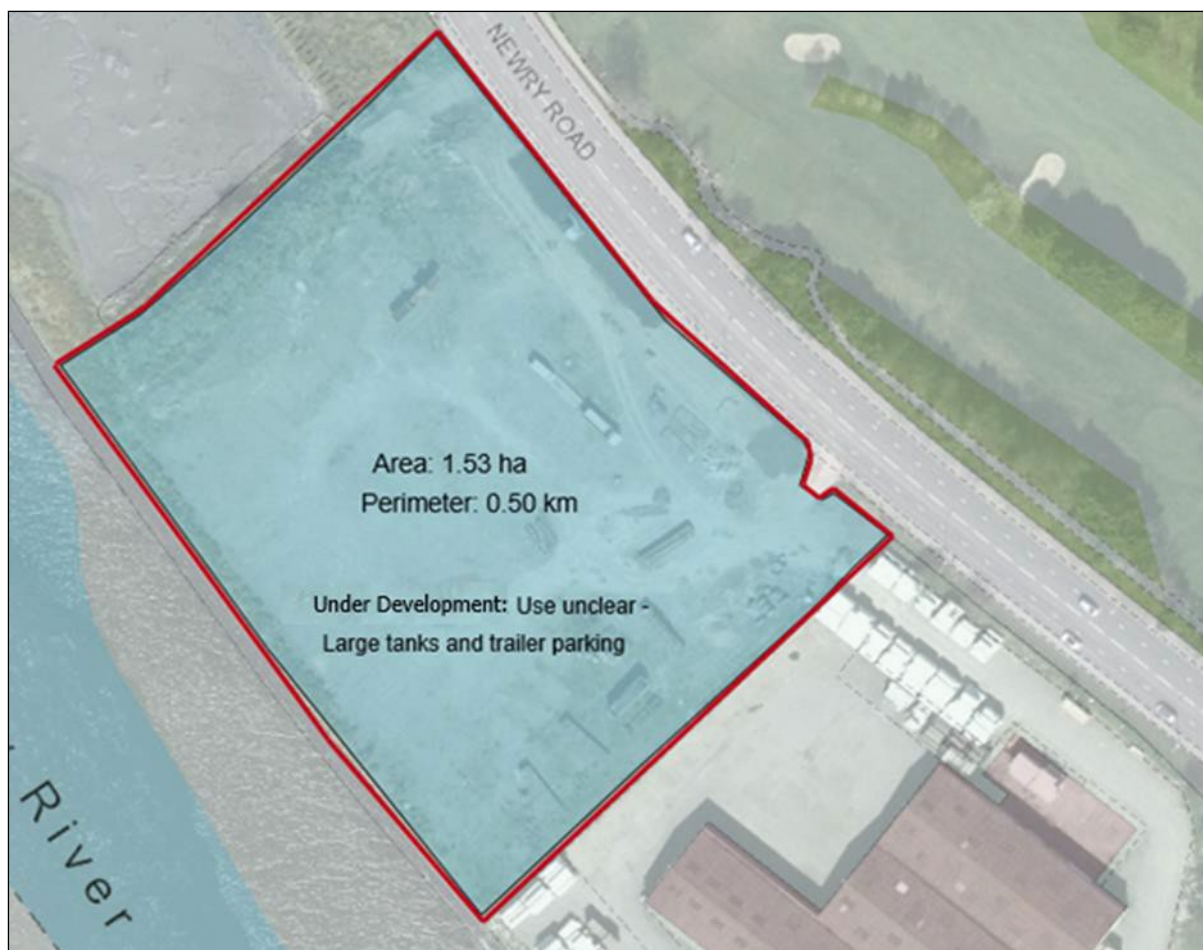 NEWRY ROAD
Area: 1.53 ha
Perimeter: 0.50 km
Under Development: Use unclear -
Large tanks and trailer parking
River